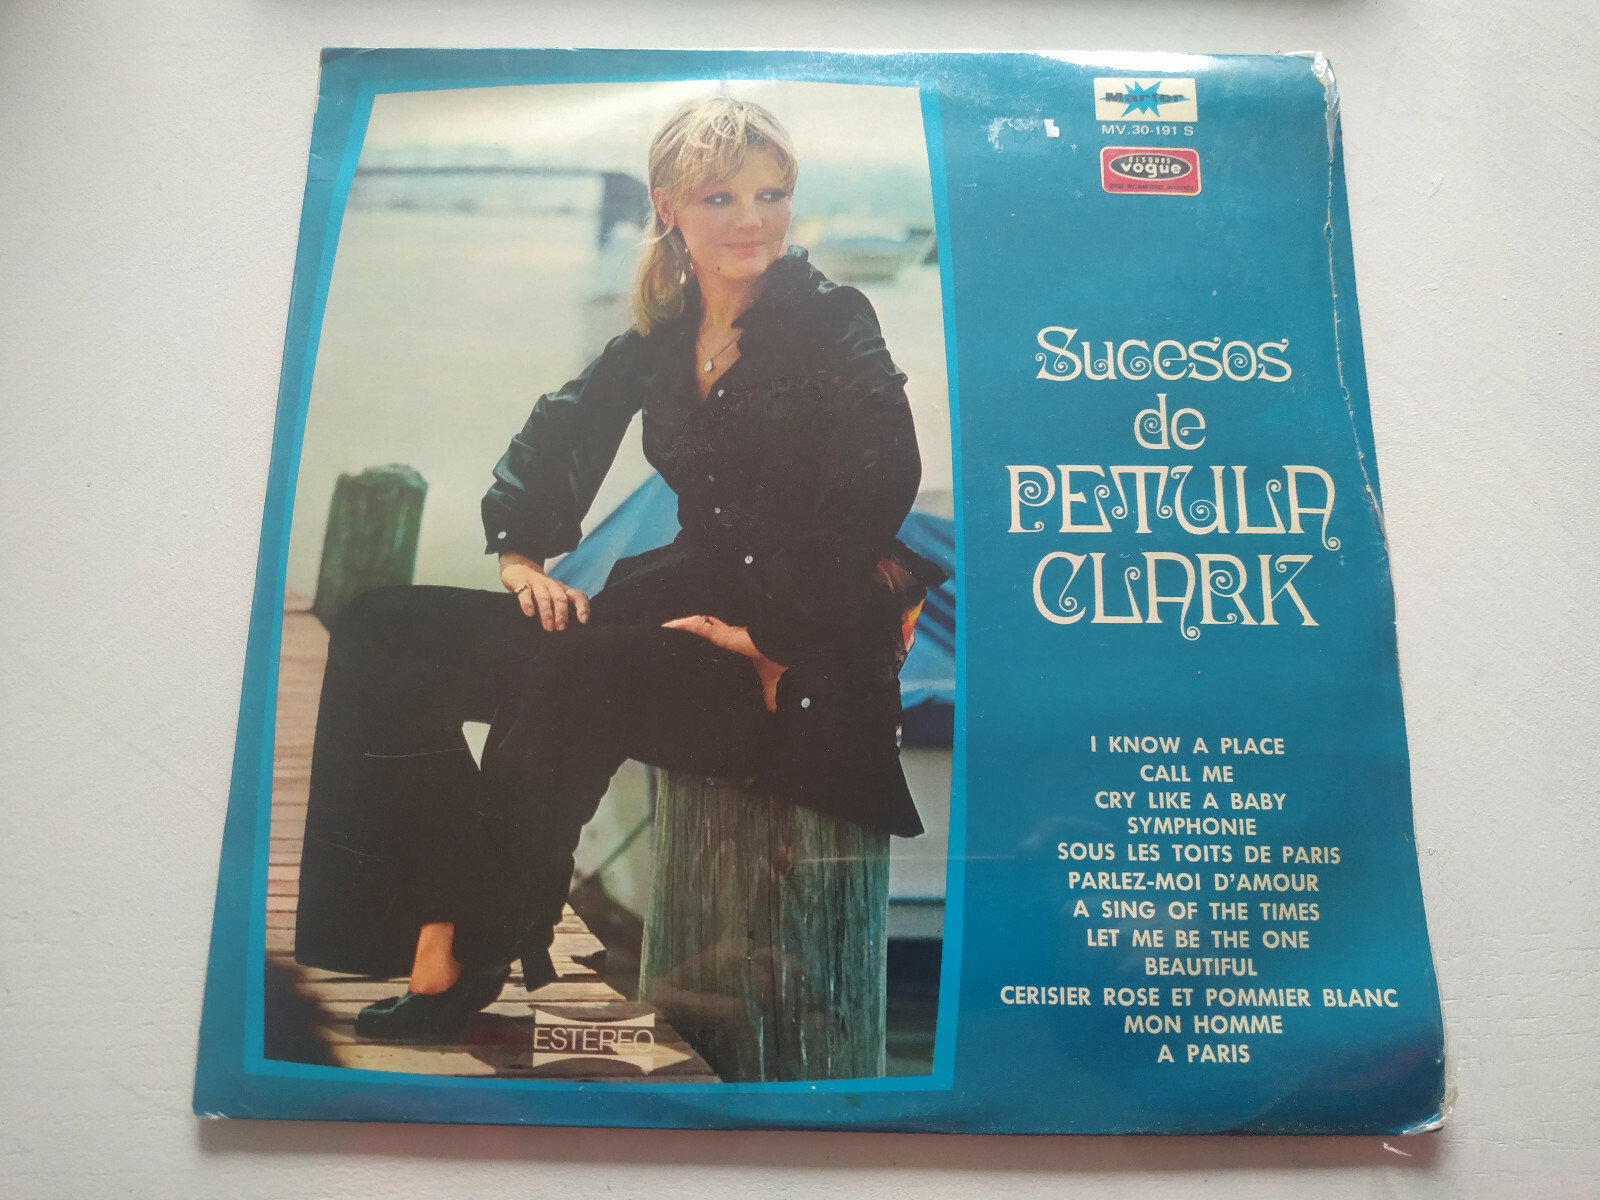 Marfer
MV.30-191 S
disques
vogue
Sucesos
de
PETULA
CLARK
I KNOW A PLACE
CALL ME
CRY LIKE A BABY
SYMPHONIE
SOUS LES TOITS DE PARIS
PARLEZ-MOI D'AMOUR
A SING OF THE TIMES
LET ME BE THE ONE
BEAUTIFUL
CERISIER ROSE ET POMMIER BLANC
MON HOMME
A PARIS
ESTÉREO